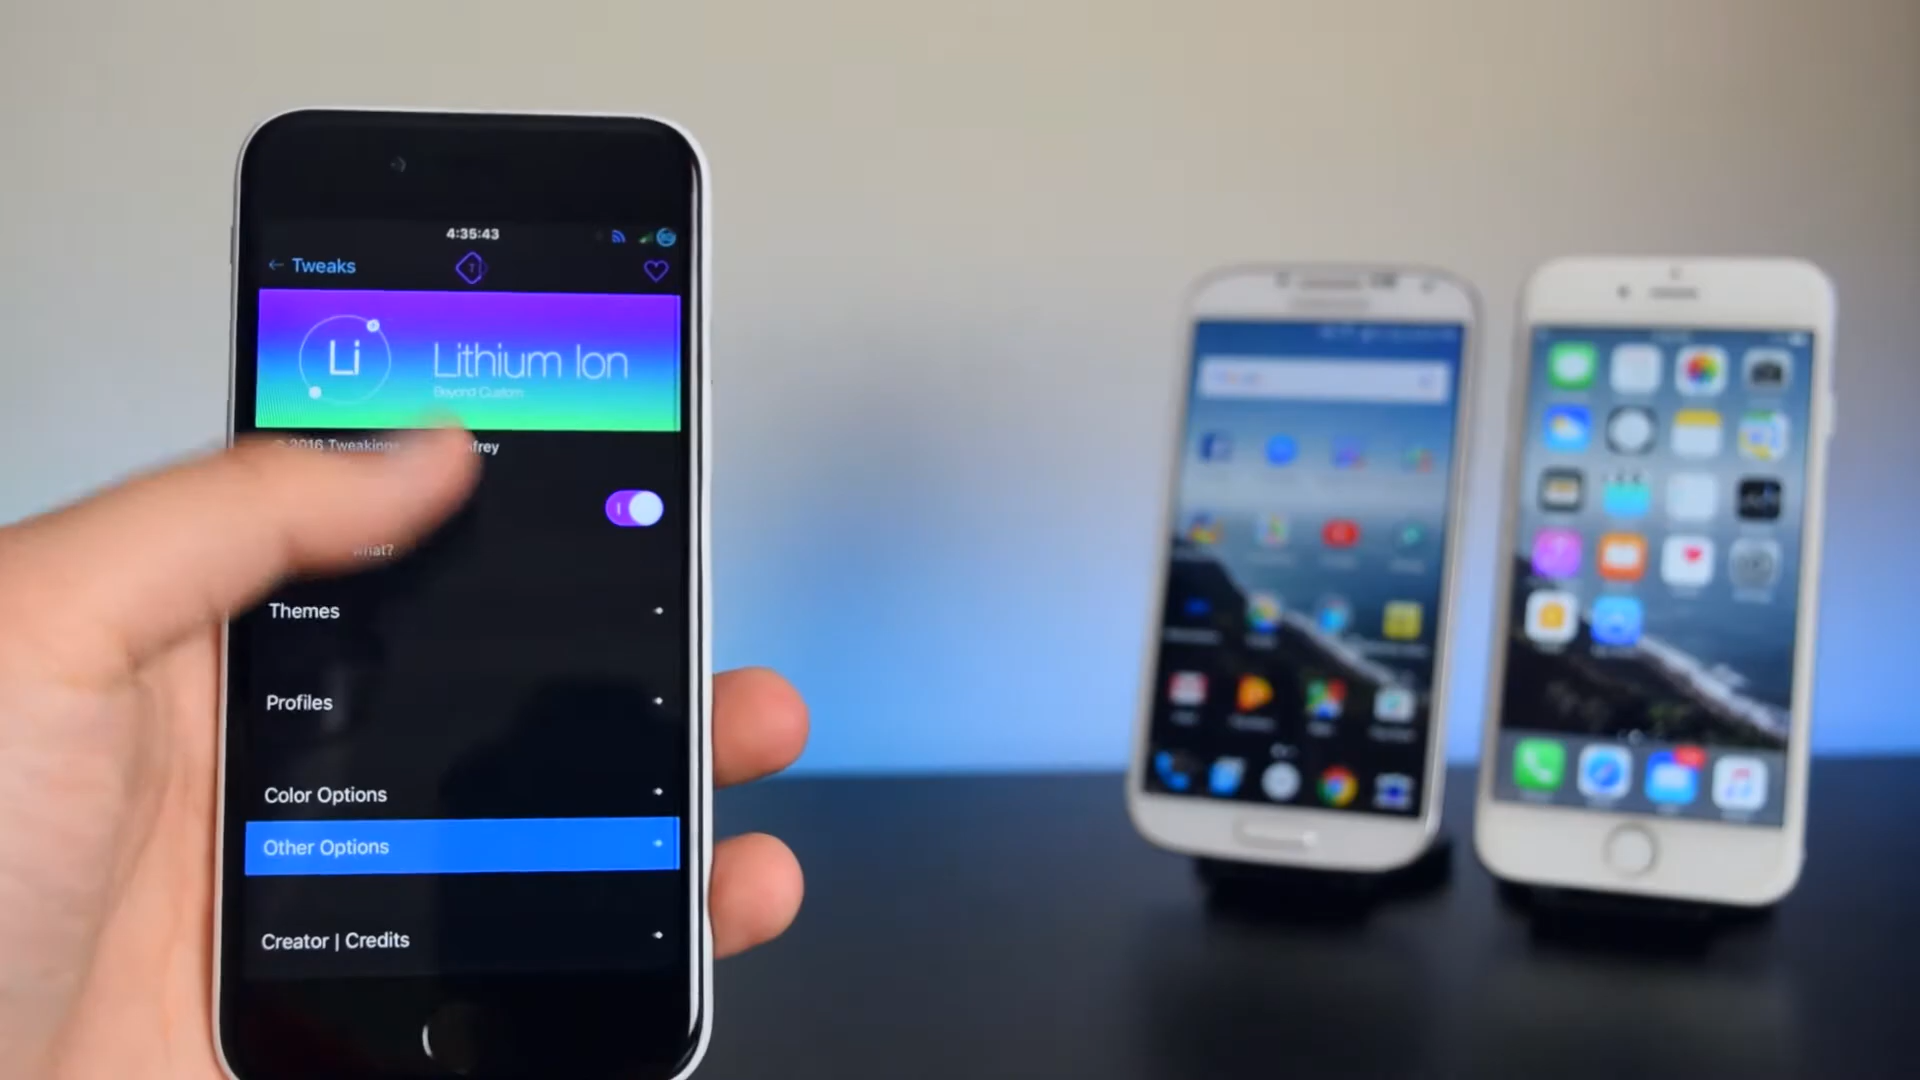 4:35:43
← Tweaks
Li
Lithium Ion
Beyond Custom
© 2016
frey
what?
Themes
Profiles
Color Options
Other Options
Creator | Credits